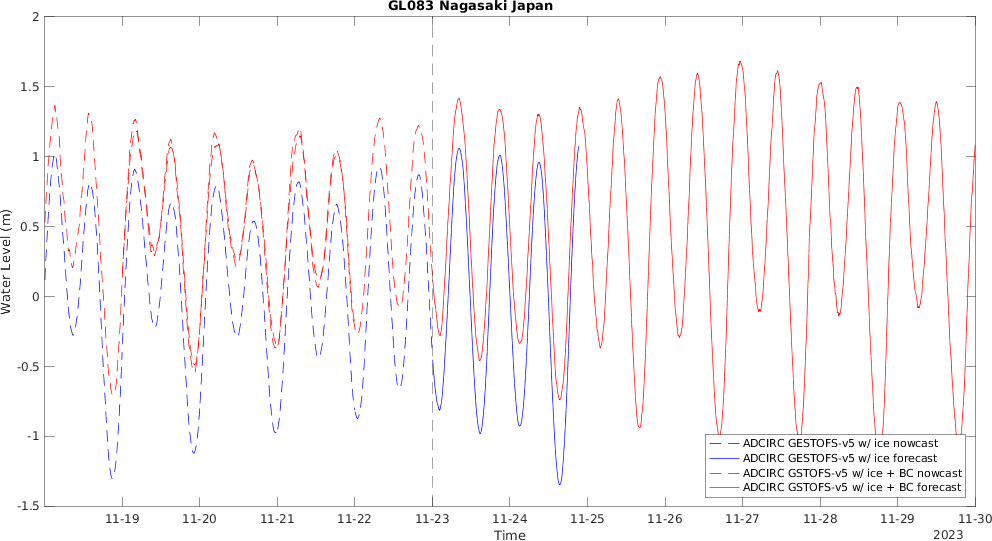 GL083 Nagasaki Japan
2
1.5
1
0.5
0
-0.5
-1
-1.5
Water Level (m)
ADCIRC GESTOFS-v5 w/ ice nowcast
ADCIRC GESTOFS-v5 w/ ice forecast
ADCIRC GSTOFS-v5 w/ ice + BC nowcast
ADCIRC GSTOFS-v5 w/ ice + BC forecast
11-19 11-20 11-21 11-22 11-23 11-24 11-25 11-26 11-27 11-28 11-29 11-30
Time
2023